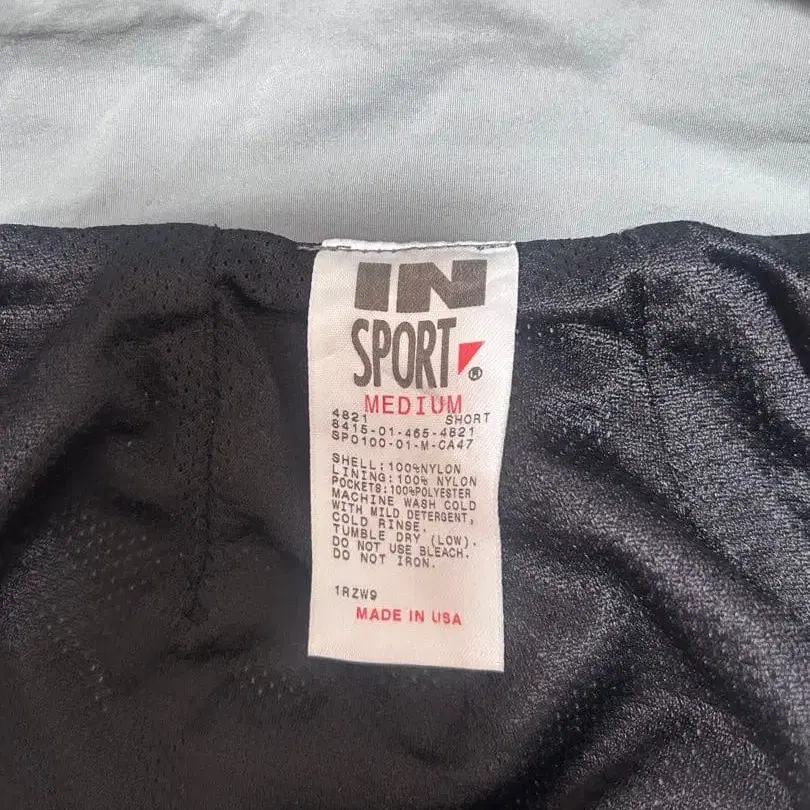 IN
SPORT®
MEDIUM
4821 SHORT
8415-01-465-4821
SPO100-01-M-CA47
SHELL:100%NYLON
LINING:100% NYLON
POCKETS:100%POLYESTER
MACHINE WASH COLD
WITH MILD DETERGENT,
COLD RINSE.
TUMBLE DRY (LOW).
DO NOT USE BLEACH.
DO NOT IRON.
1RZW9
MADE IN USA